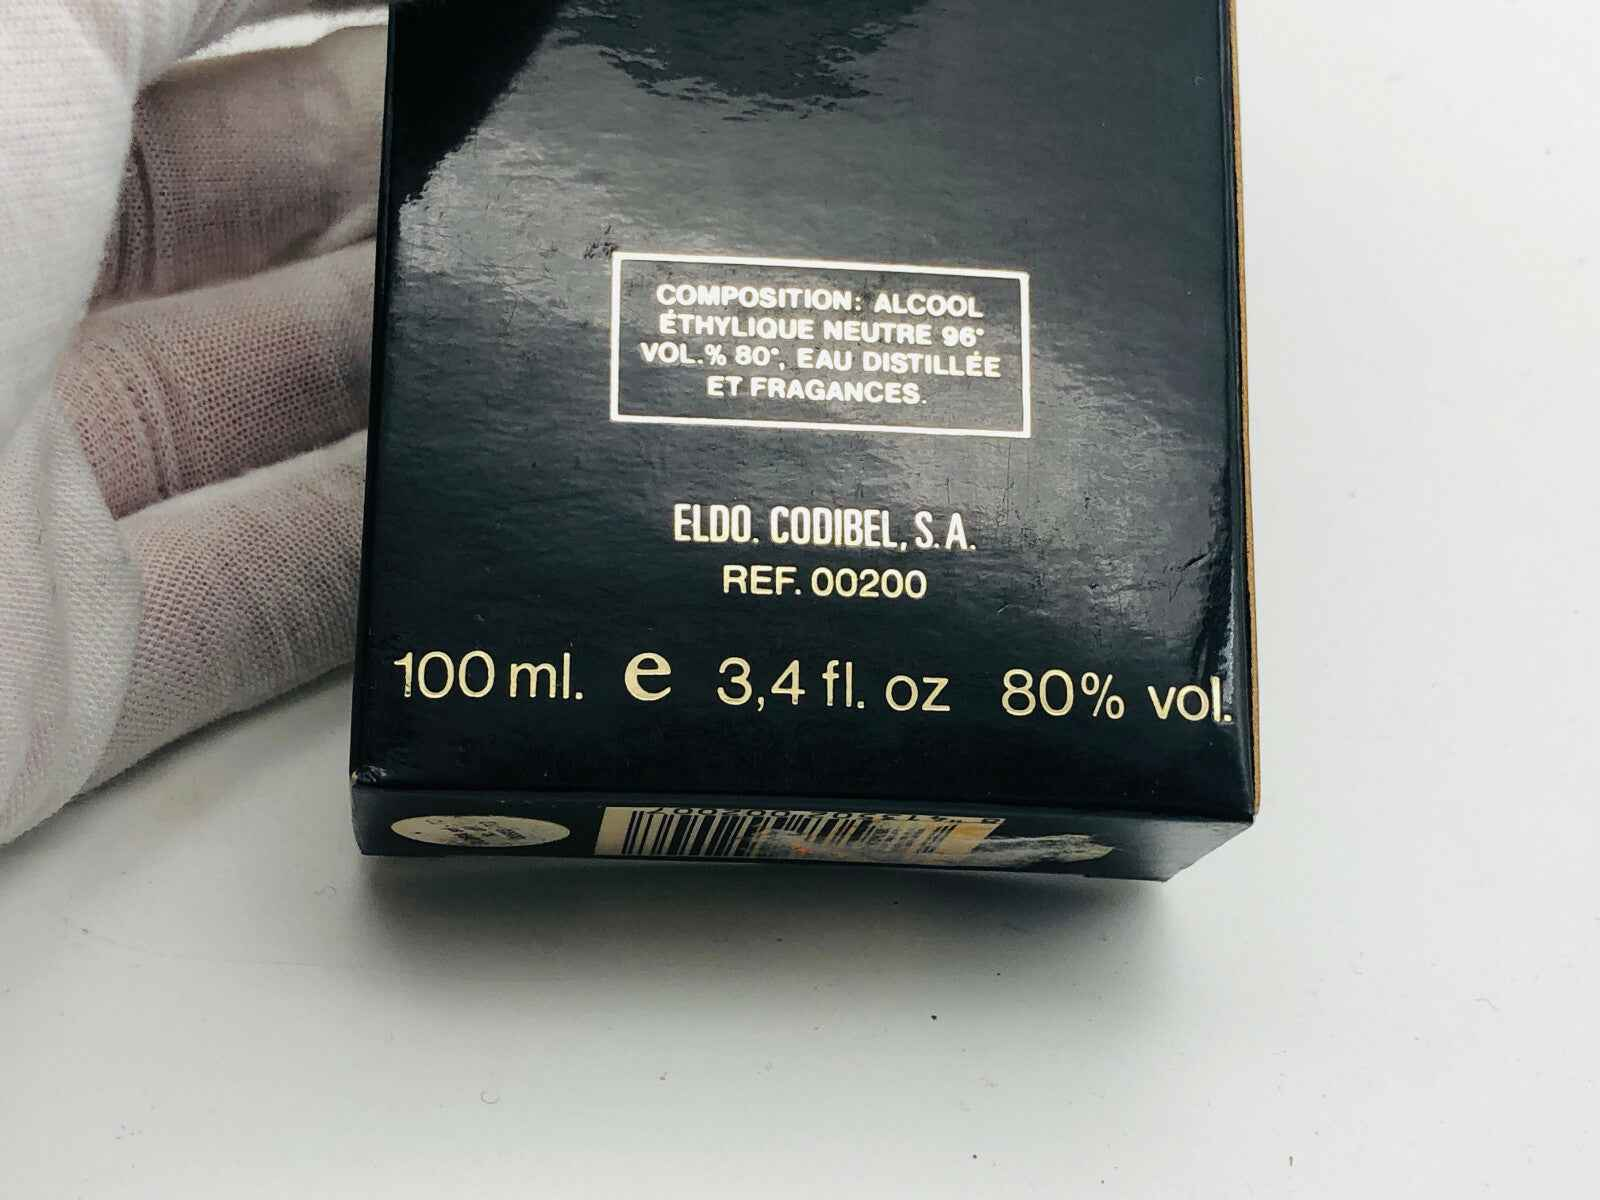 COMPOSITION: ALCOOL
ÉTHYLIQUE NEUTRE 96°
VOL.% 80°, EAU DISTILLÉE
ET FRAGANCES.
ELDO. CODIBEL, S.A.
REF. 00200
100 ml. e 3,4 fl. oz 80% vol.